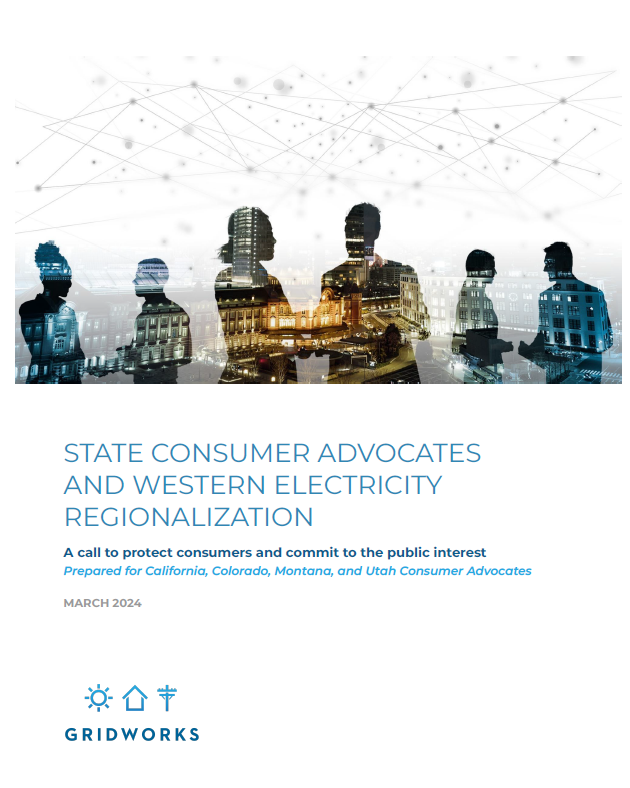 STATE CONSUMER ADVOCATES
AND WESTERN ELECTRICITY
REGIONALIZATION
A call to protect consumers and commit to the public interest
Prepared for California, Colorado, Montana, and Utah Consumer Advocates
MARCH 2024
GRIDWORKS